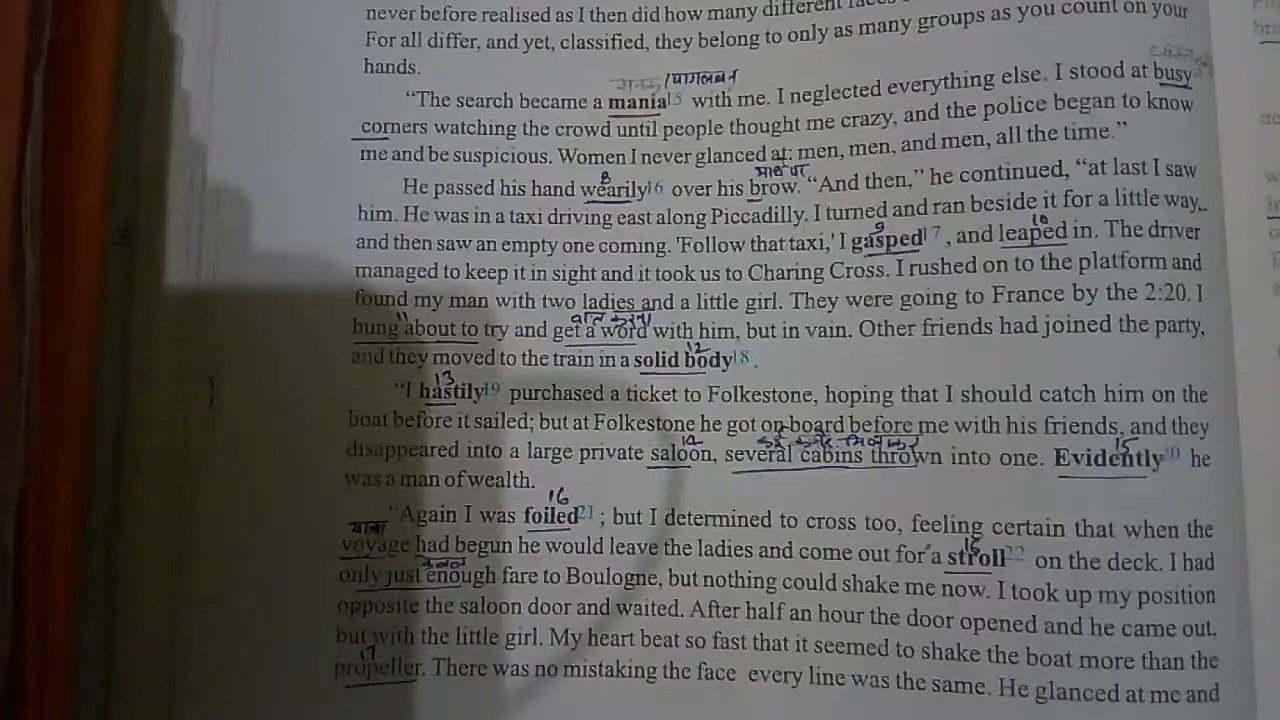 never before realised as I then did how many different
For all differ, and yet, classified, they belong to only as many groups as you count on your
hands.
/पागलपन
"The search became a mania15 with me. I neglected everything else. I stood at busy
corners watching the crowd until people thought me crazy, and the police began to know
me and be suspicious. Women I never glanced at: men, men, and men, all the time."
8
He passed his hand wearily16 over his brow. "And then," he continued, "at last I saw
him. He was in a taxi driving east along Piccadilly. I turned and ran beside it for a little way
9 10
and then saw an empty one coming. 'Follow that taxi,' I gasped17, and leaped in. The driver
managed to keep it in sight and it took us to Charing Cross. I rushed on to the platform and
found my man with two ladies and a little girl. They were going to France by the 2:20. I
11 बात करना
hung about to try and get a word with him, but in vain. Other friends had joined the party,
12
and they moved to the train in a solid body18.
13
"I hastily19 purchased a ticket to Folkestone, hoping that I should catch him on the
boat before it sailed; but at Folkestone he got on board before me with his friends, and they
14 15
disappeared into a large private saloon, several cabins thrown into one. Evidently20 he
was a man of wealth.
16
"Again I was foiled21; but I determined to cross too, feeling certain that when the
यात्रा
voyage had begun he would leave the ladies and come out for a stroll22 on the deck. I had
केवल
only just enough fare to Boulogne, but nothing could shake me now. I took up my position
opposite the saloon door and waited. After half an hour the door opened and he came out,
but with the little girl. My heart beat so fast that it seemed to shake the boat more than the
17
propeller. There was no mistaking the face every line was the same. He glanced at me and